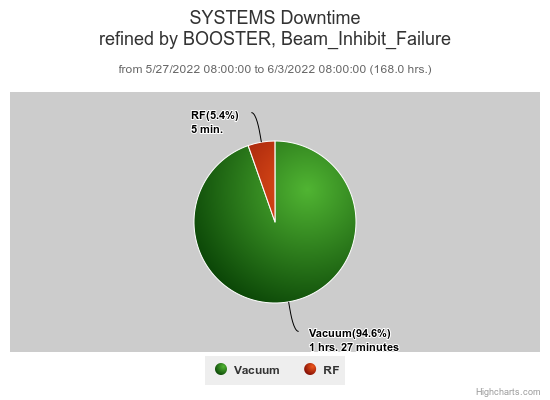 SYSTEMS Downtime
refined by BOOSTER, Beam_Inhibit_Failure
from 5/27/2022 08:00:00 to 6/3/2022 08:00:00 (168.0 hrs.)
RF(5.4%)
5 min.
Vacuum(94.6%)
1 hrs. 27 minutes
Vacuum RF
Highcharts.com